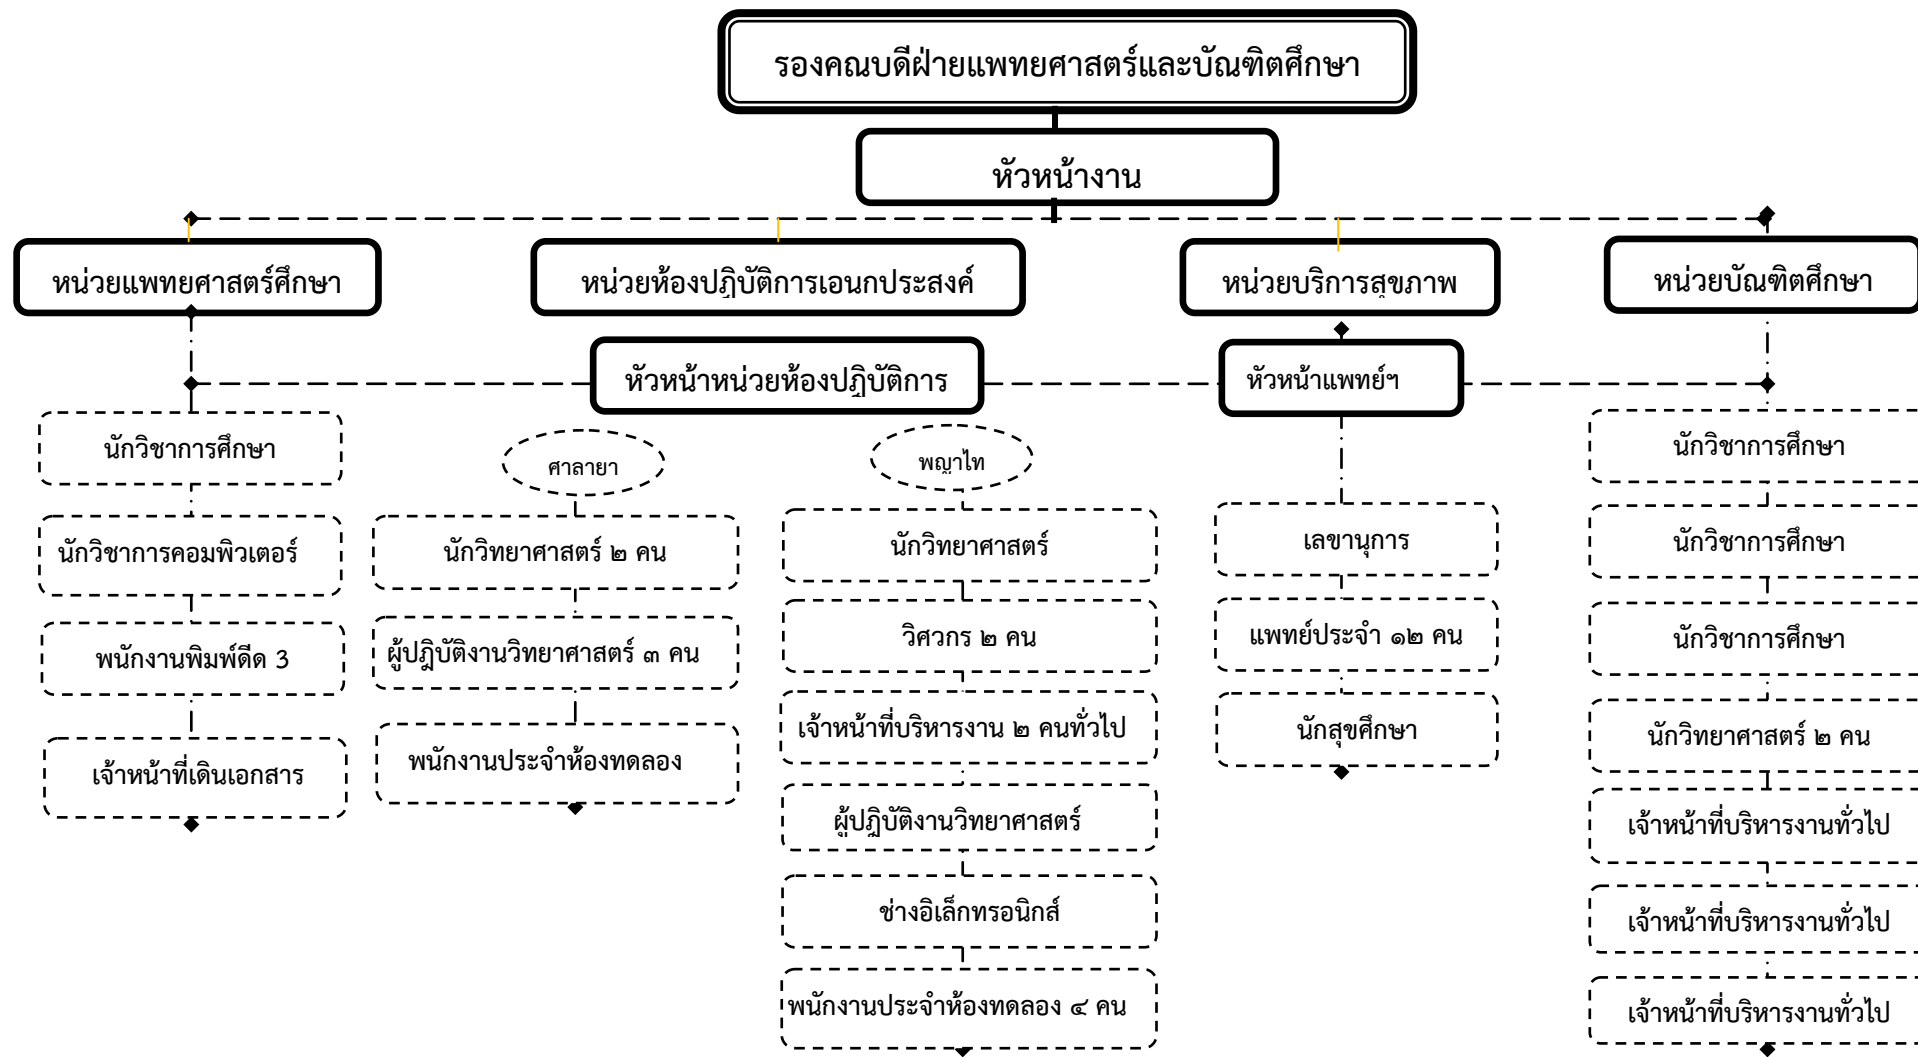 รองคณบดีฝ่ายแพทยศาสตร์และบัณฑิตศึกษา
หัวหน้างาน
หน่วยแพทยศาสตร์ศึกษา
หน่วยห้องปฎิบัติการเอนกประสงค์
หน่วยบริการสุขภาพ
หน่วยบัณฑิตศึกษา
หัวหน้าหน่วยห้องปฎิบัติการ
หัวหน้าแพทย์ฯ
นักวิชาการศึกษา
นักวิชาการคอมพิวเตอร์
พนักงานพิมพ์ดีด 3
เจ้าหน้าที่เดินเอกสาร
ศาลายา
นักวิทยาศาสตร์ ๒ คน
ผู้ปฎิบัติงานวิทยาศาสตร์ ๓ คน
พนักงานประจำห้องทดลอง
พญาไท
นักวิทยาศาสตร์
วิศวกร ๒ คน
เจ้าหน้าที่บริหารงาน ๒ คนทั่วไป
ผู้ปฎิบัติงานวิทยาศาสตร์
ช่างอิเล็กทรอนิกส์
พนักงานประจำห้องทดลอง ๔ คน
เลขานุการ
แพทย์ประจำ ๑๒ คน
นักสุขศึกษา
นักวิชาการศึกษา
นักวิชาการศึกษา
นักวิชาการศึกษา
นักวิทยาศาสตร์ ๒ คน
เจ้าหน้าที่บริหารงานทั่วไป
เจ้าหน้าที่บริหารงานทั่วไป
เจ้าหน้าที่บริหารงานทั่วไป